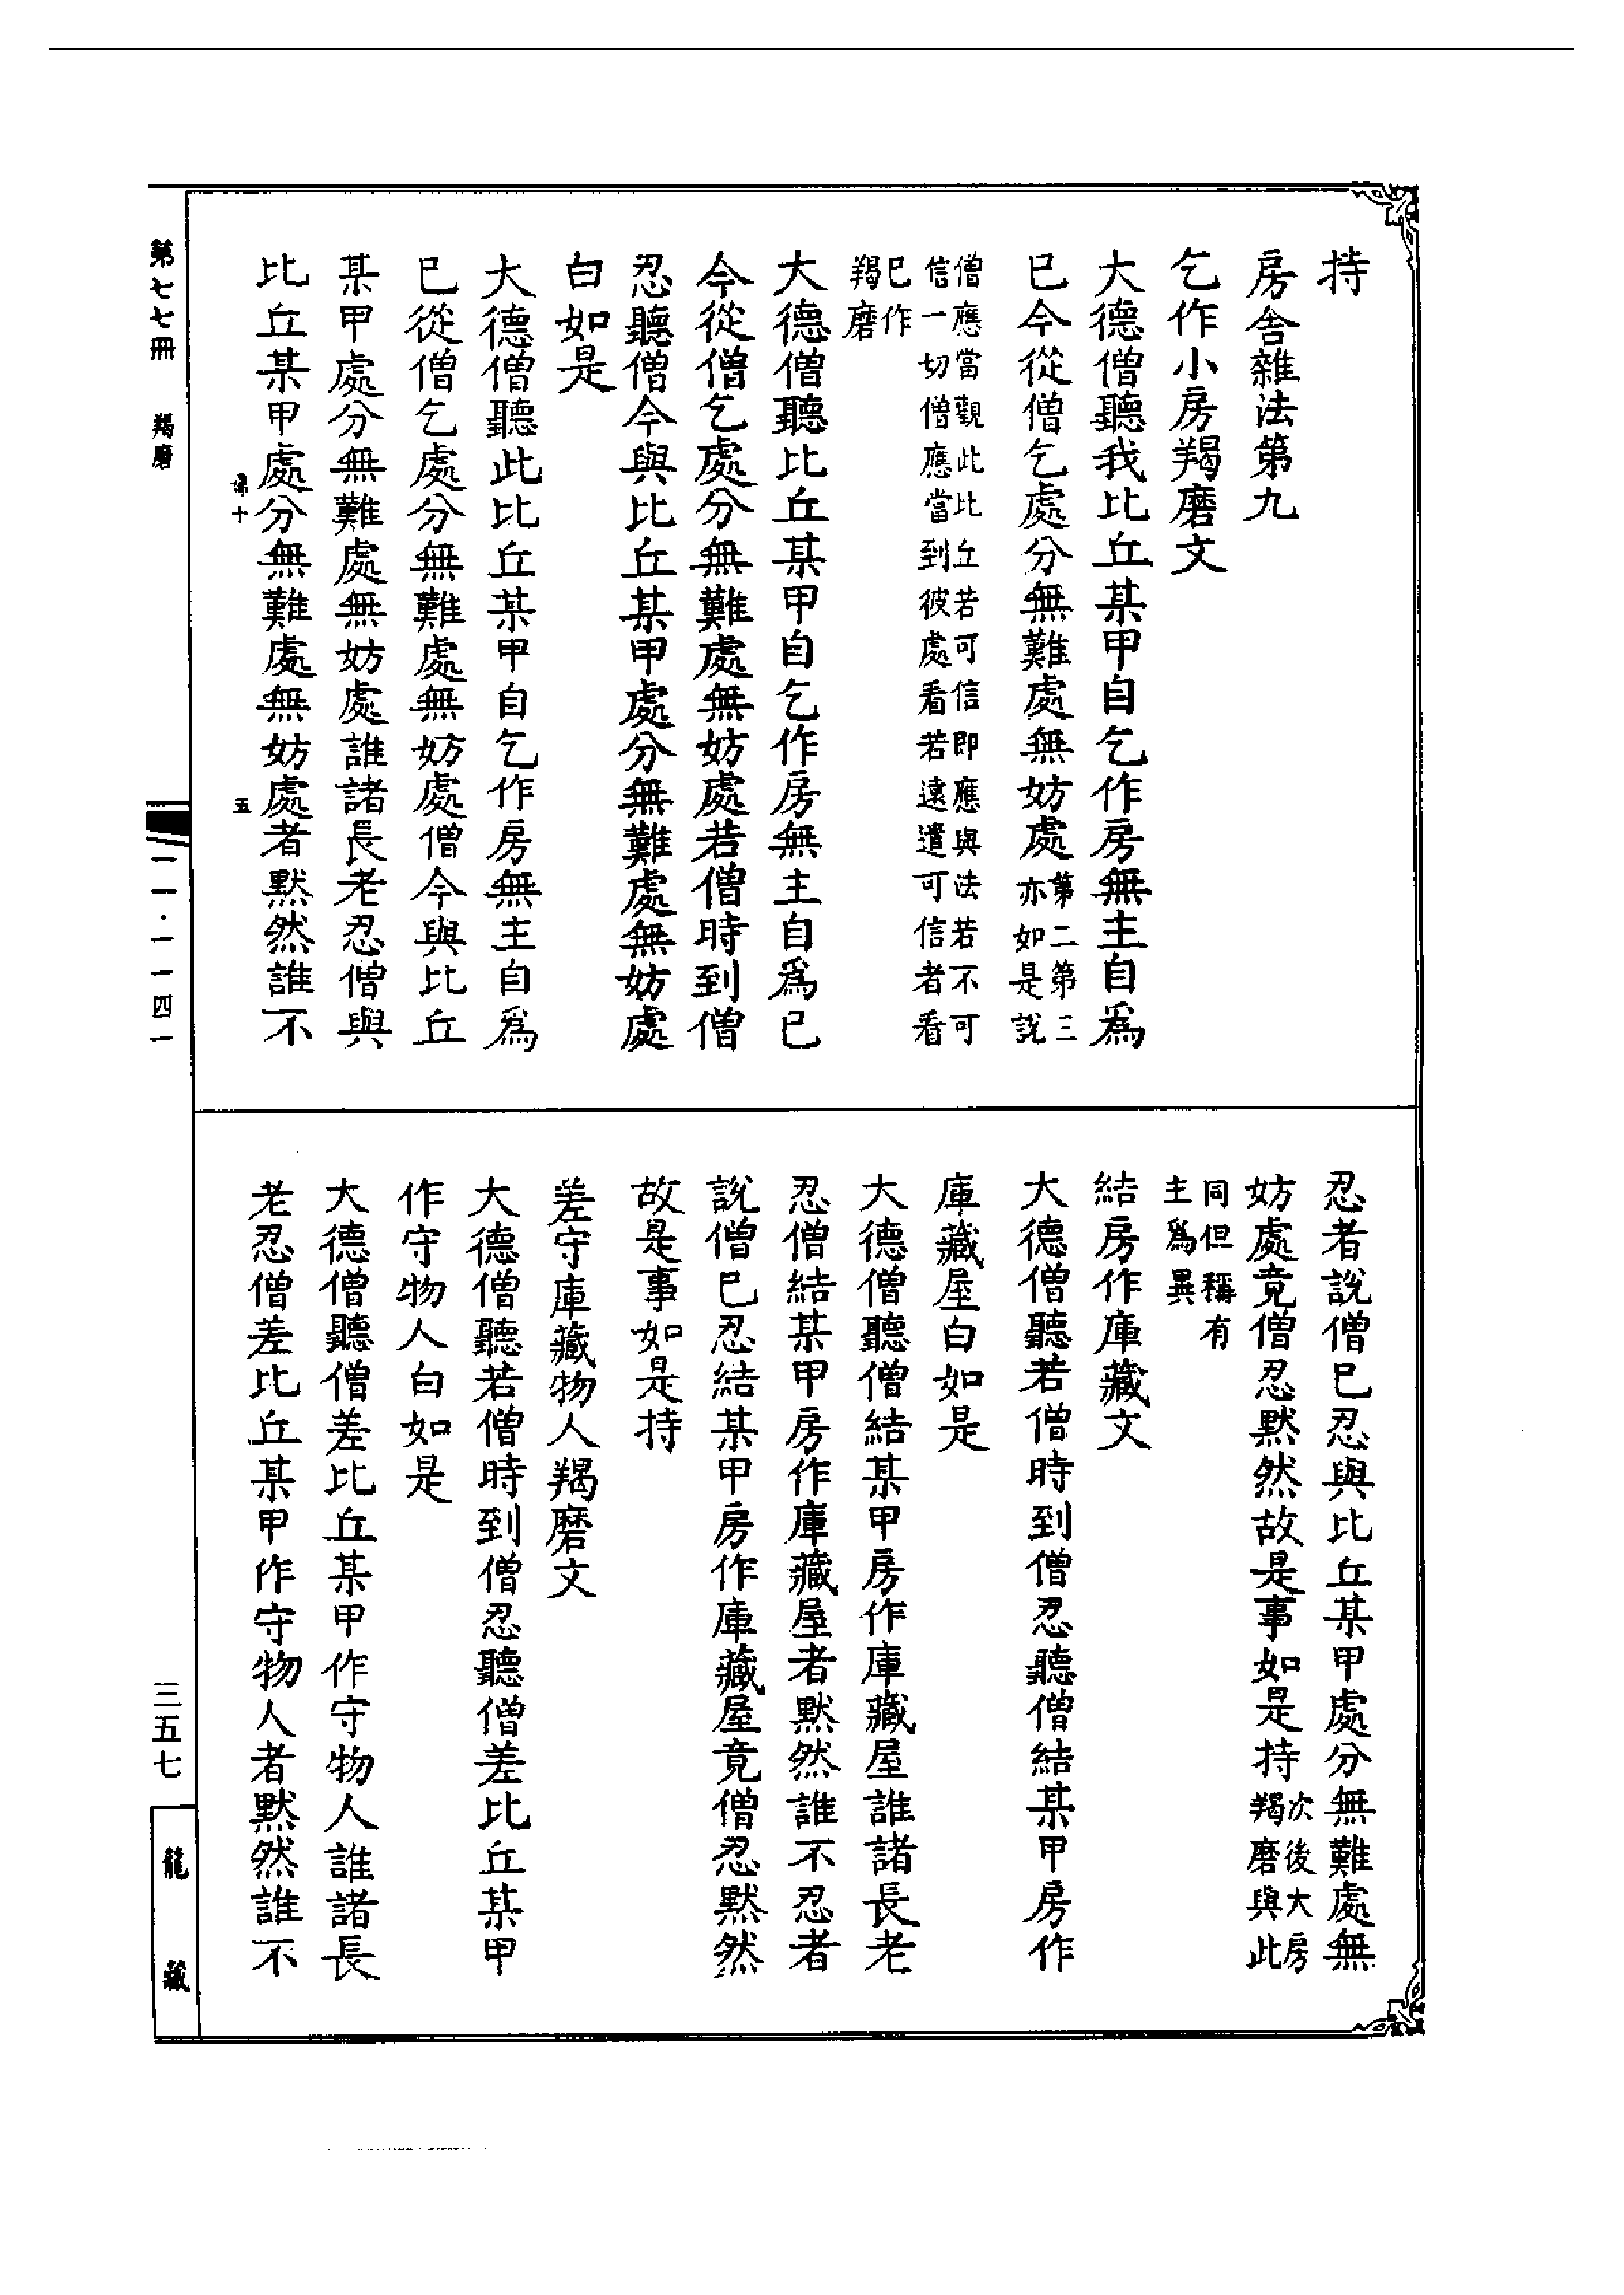 持
房舍雜法第九
乞作小房羯磨文
大德僧聽我比丘某甲自乞作房無主自爲
已今從僧乞處分無難處無妨處第二第三亦如是說
僧應當觀此比丘若可信即應與法若不可
信一切僧應當到彼處看若遠遣可信者看
已作
羯磨
大德僧聽比丘某甲自乞作房無主自爲已
今從僧乞處分無難處無妨處若僧時到僧
忍聽僧今與比丘某甲處分無難處無妨處
白如是
大德僧聽此比丘某甲自乞作房無主自爲
已從僧乞處分無難處無妨處僧今與比丘
某甲處分無難處無妨處誰諸長老忍僧與
比丘某甲處分無難處無妨處者默然誰不
忍者說僧已忍與比丘某甲處分無難處無
妨處竟僧忍默然故是事如是持次後大房羯磨與此
同但稱有
主爲異
結房作庫藏文
大德僧聽若僧時到僧忍聽僧結某甲房作
庫藏屋白如是
大德僧聽僧結某甲房作庫藏屋誰諸長老
忍僧結某甲房作庫藏屋者默然誰不忍者
說僧已忍結某甲房作庫藏屋竟僧忍默然
故是事如是持
差守庫藏物人羯磨文
大德僧聽若僧時到僧忍聽僧差比丘某甲
作守物人白如是
大德僧聽僧差比丘某甲作守物人誰諸長
老忍僧差比丘某甲作守物人者默然誰不
十 五
第七七冊 羯磨
一一·一一四一
三五七
龍藏